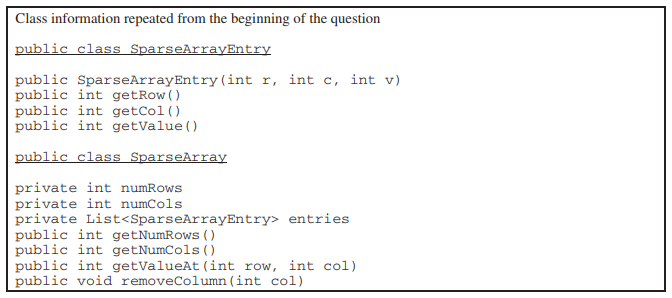 Class information repeated from the beginning of the question
public class SparseArrayEntry
public SparseArrayEntry(int r, int c, int v)
public int getRow()
public int getCol()
public int getValue()
public class SparseArray
private int numRows
private int numCols
private List<SparseArrayEntry> entries
public int getNumRows()
public int getNumCols()
public int getValueAt(int row, int col)
public void removeColumn(int col)